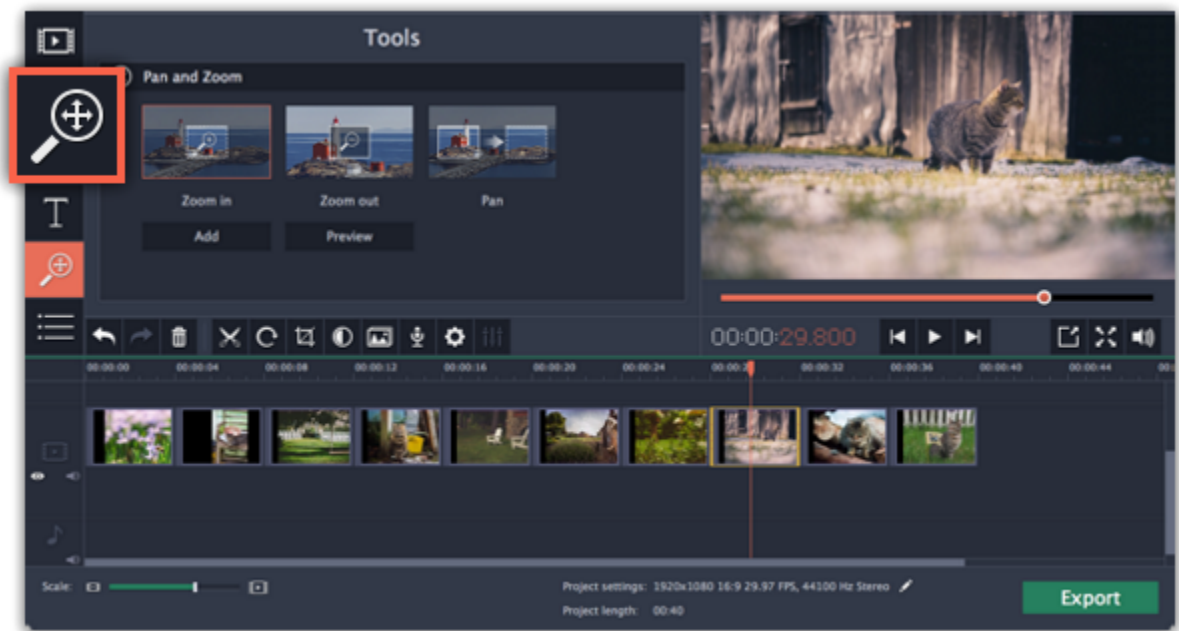 Tools
Pan and Zoom
Zoom in Zoom out Pan
Add Preview
T
00:00:29.800
00:00:00 00:00:04 00:00:08 00:00:12 00:00:16 00:00:20 00:00:24 00:00:32 00:00:36 00:00:40 00:00:44
Scale:
Project settings: 1920x1080 16:9 29.97 FPS, 44100 Hz Stereo
Project length: 00:40
Export